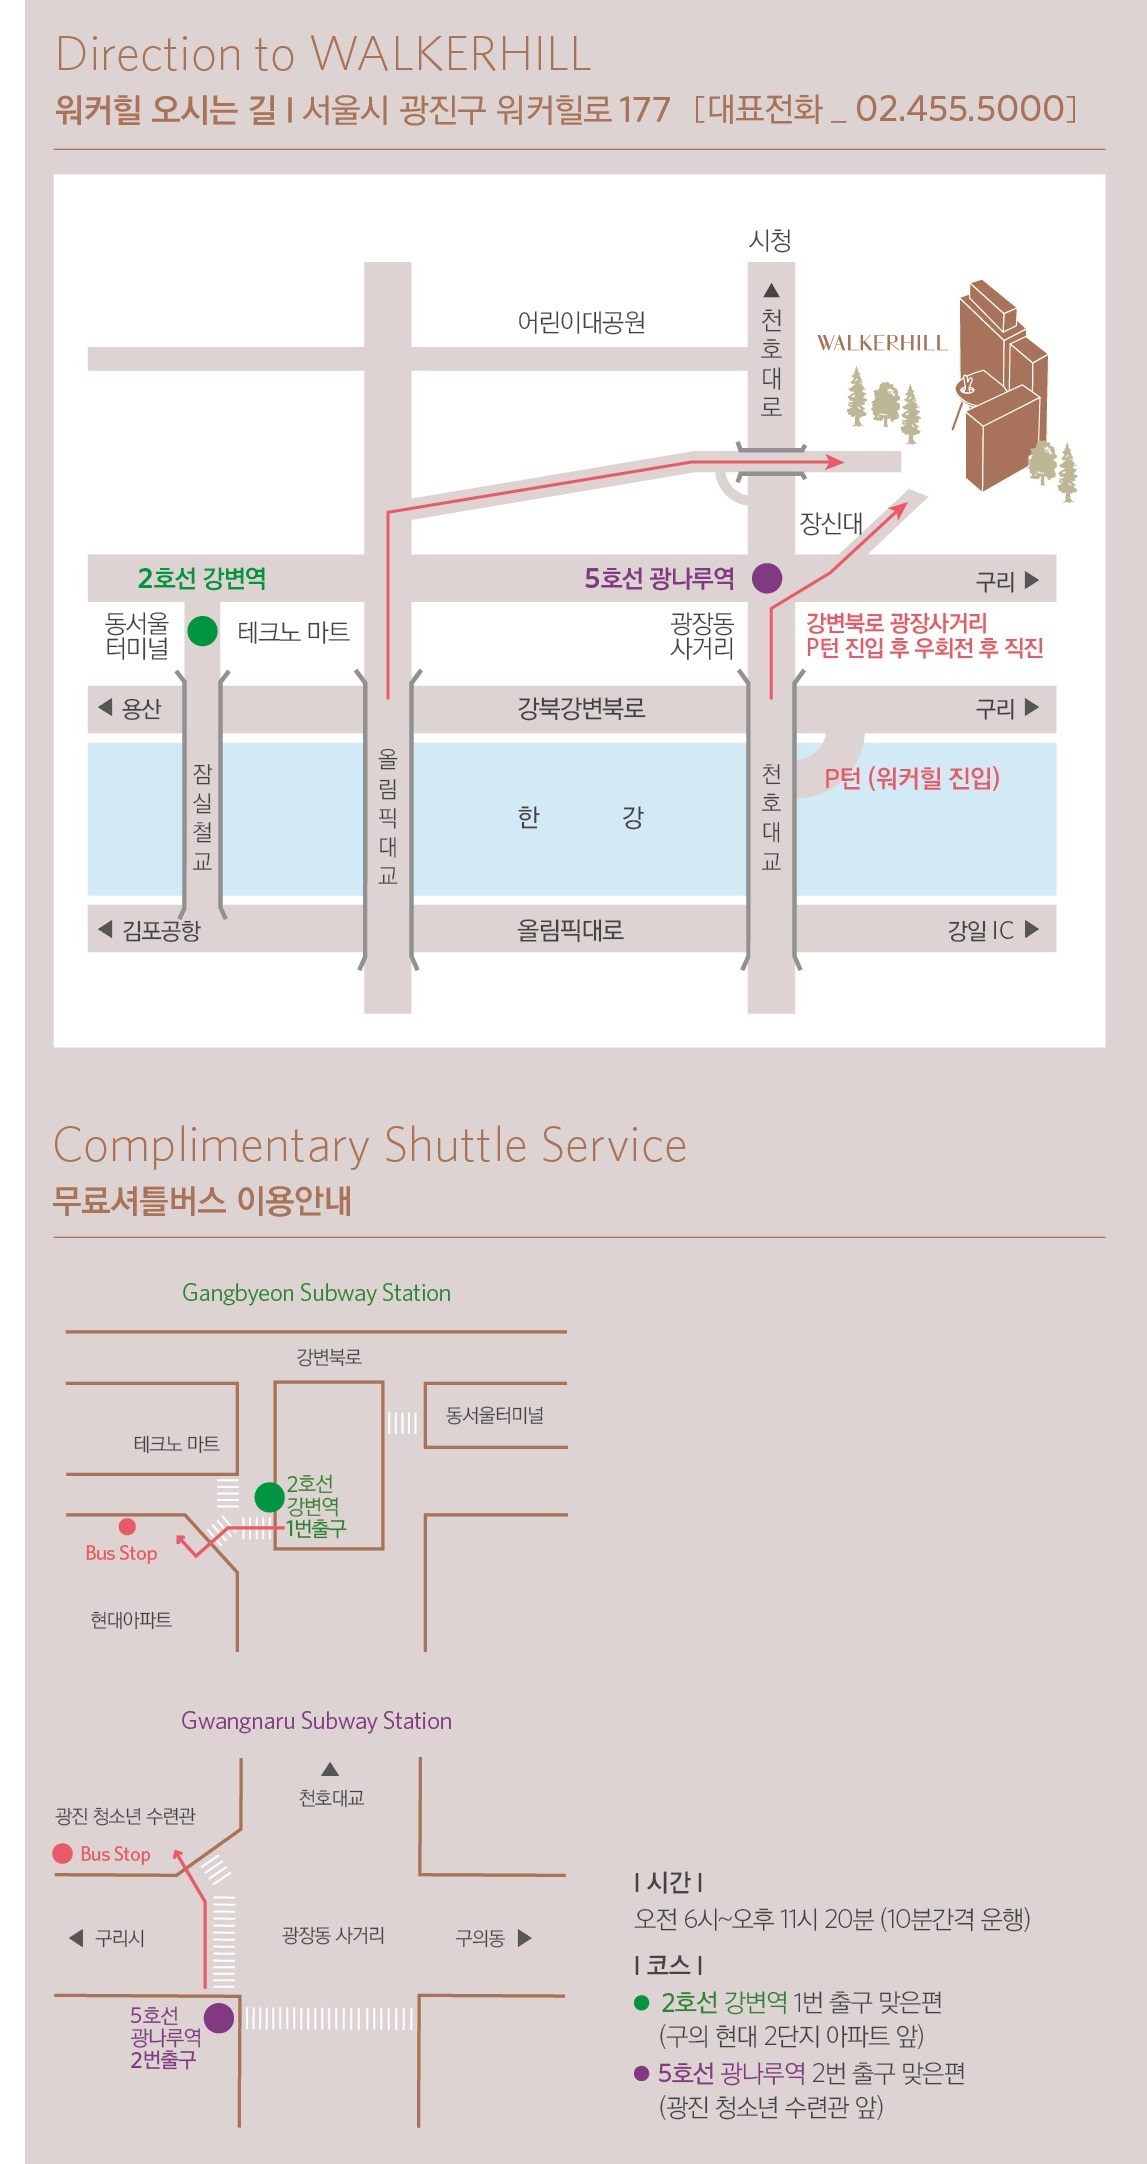 Direction to WALKERHILL
워커힐 오시는 길 I 서울시 광진구 워커힐로 177 [대표전화 _ 02.455.5000]
시청
▲
천호대로
어린이대공원
WALKERHILL
장신대
2호선 강변역
5호선 광나루역
구리 ▶
동서울
터미널
테크노 마트
광장동
사거리
강변북로 광장사거리
P턴 진입 후 우회전 후 직진
◀ 용산
강북강변북로
구리 ▶
잠실철교
올림픽대교
천호대교
P턴 (워커힐 진입)
한 강
◀ 김포공항
올림픽대로
강일 IC ▶
Complimentary Shuttle Service
무료셔틀버스 이용안내
Gangbyeon Subway Station
강변북로
동서울터미널
테크노 마트
2호선
강변역
1번출구
Bus Stop
현대아파트
Gwangnaru Subway Station
▲
천호대교
광진 청소년 수련관
Bus Stop
◀ 구리시
광장동 사거리
구의동 ▶
5호선
광나루역
2번출구
I 시간 I
오전 6시~오후 11시 20분 (10분간격 운행)
I 코스 I
● 2호선 강변역 1번 출구 맞은편
(구의 현대 2단지 아파트 앞)
● 5호선 광나루역 2번 출구 맞은편
(광진 청소년 수련관 앞)